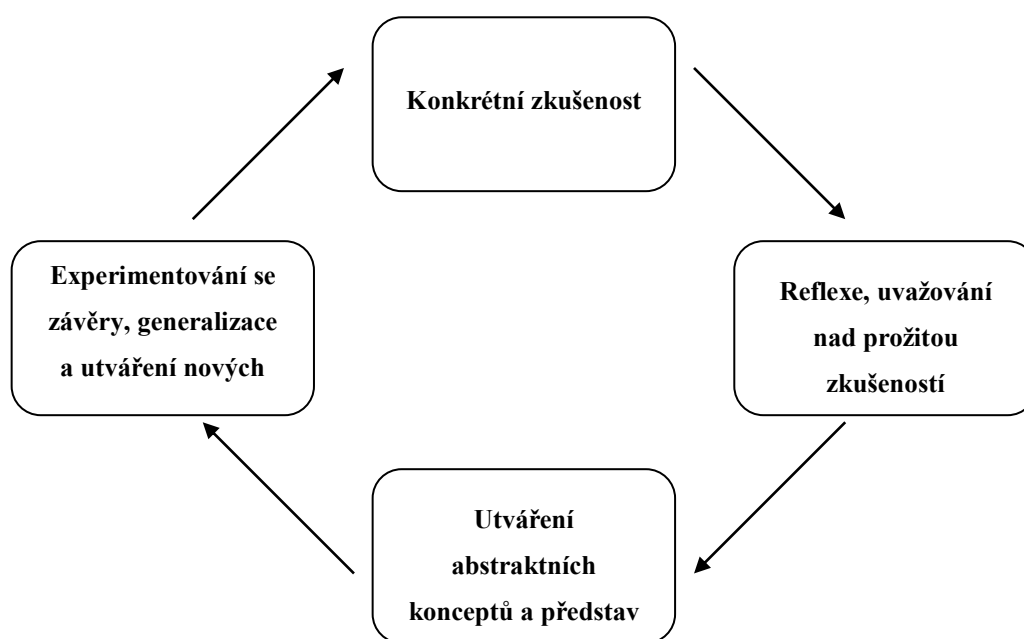 Konkrétní zkušenost
Experimentování se
závěry, generalizace
a utváření nových
Reflexe, uvažování
nad prožitou
zkušeností
Utváření
abstraktních
konceptů a představ